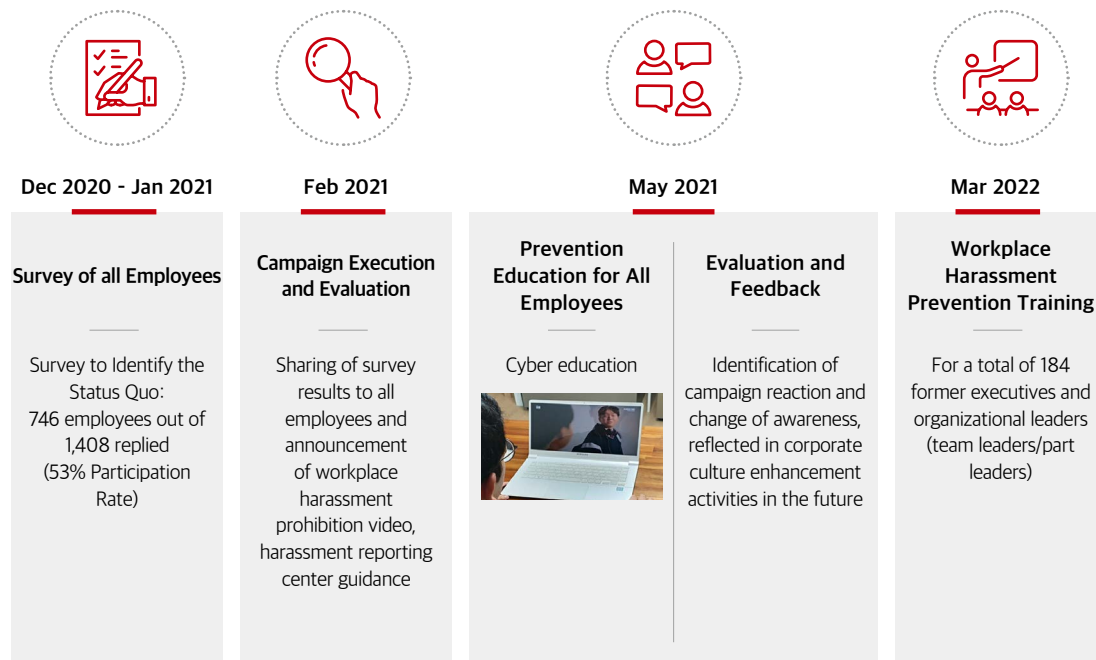 Dec 2020 - Jan 2021
Survey of all Employees
Survey to Identify the
Status Quo:
746 employees out of
1,408 replied
(53% Participation
Rate)
Feb 2021
Campaign Execution
and Evaluation
Sharing of survey
results to all
employees and
announcement
of workplace
harassment
prohibition video,
harassment reporting
center guidance
May 2021
Prevention
Education for All
Employees
Cyber education
Evaluation and
Feedback
Identification of
campaign reaction and
change of awareness,
reflected in corporate
culture enhancement
activities in the future
Mar 2022
Workplace
Harassment
Prevention Training
For a total of 184
former executives and
organizational leaders
(team leaders/part
leaders)